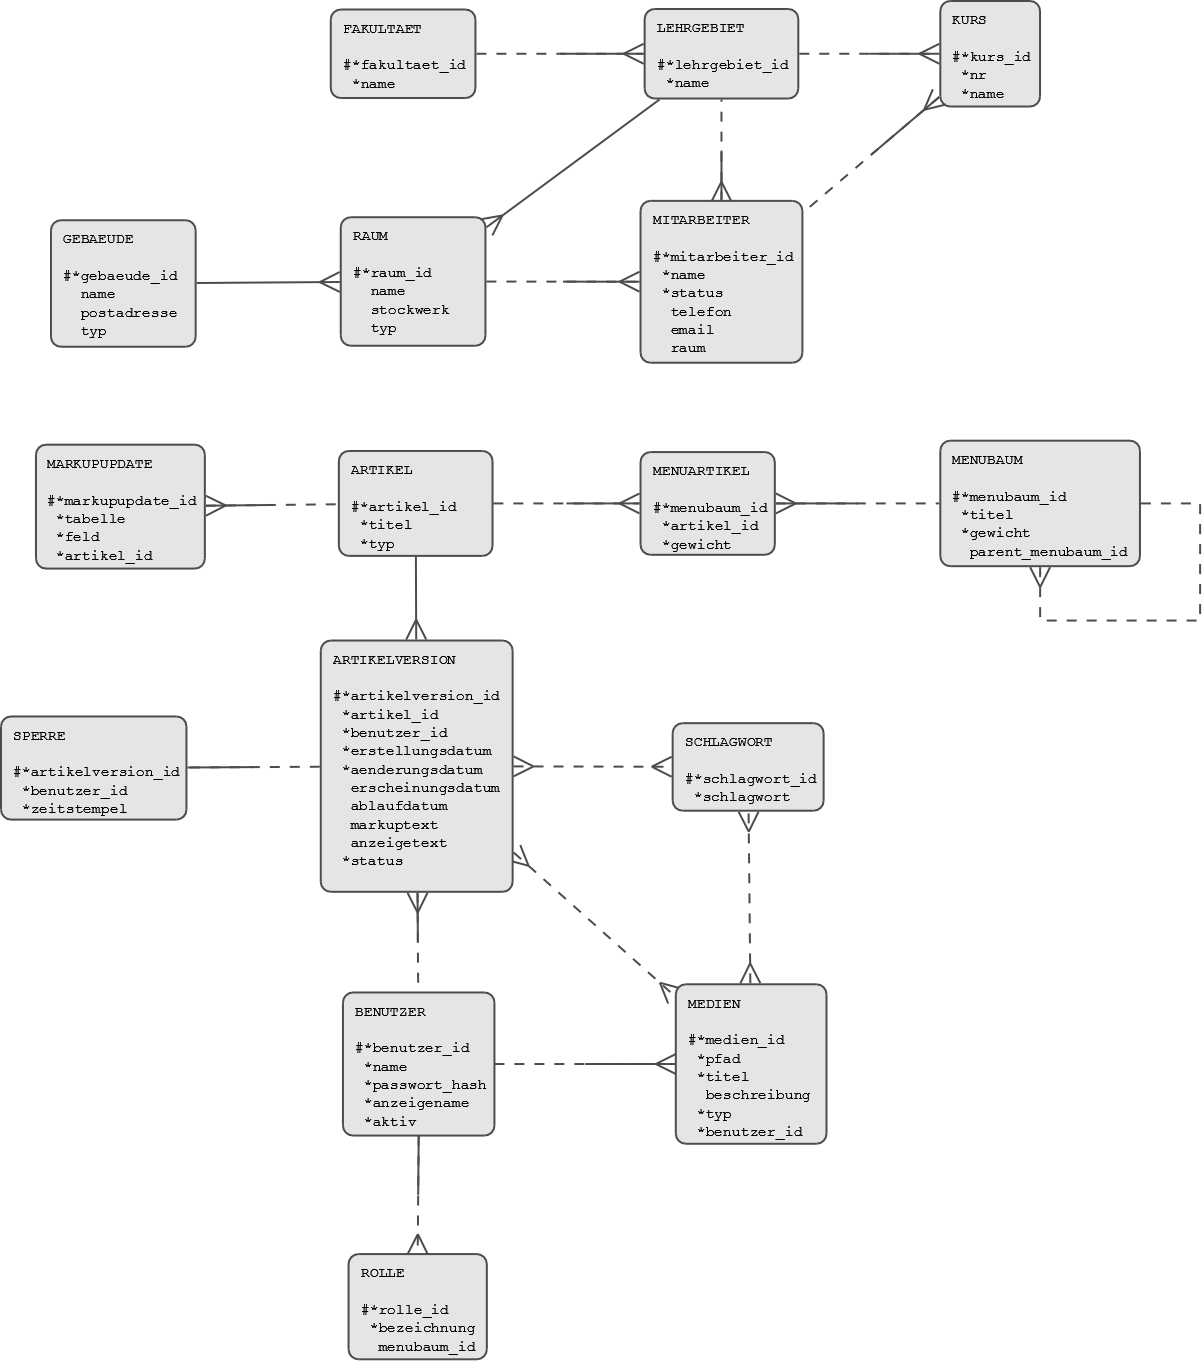 FAKULTAET
#*fakultaet_id
*name
LEHRGEBIET
#*lehrgebiet_id
*name
KURS
#*kurs_id
*nr
*name
GEBAEUDE
#*gebaeude_id
name
postadresse
typ
RAUM
#*raum_id
name
stockwerk
typ
MITARBEITER
#*mitarbeiter_id
*name
*status
telefon
email
raum
MARKUPUPDATE
#*markupupdate_id
*tabelle
*feld
*artikel_id
ARTIKEL
#*artikel_id
*titel
*typ
MENUARTIKEL
#*menubaum_id
*artikel_id
*gewicht
MENUBAUM
#*menubaum_id
*titel
*gewicht
parent_menubaum_id
ARTIKELVERSION
#*artikelversion_id
*artikel_id
*benutzer_id
*erstellungsdatum
*aenderungsdatum
erscheinungsdatum
ablaufdatum
markuptext
anzeigetext
*status
SPERRE
#*artikelversion_id
*benutzer_id
*zeitstempel
SCHLAGWORT
#*schlagwort_id
*schlagwort
BENUTZER
#*benutzer_id
*name
*passwort_hash
*anzeigename
*aktiv
MEDIEN
#*medien_id
*pfad
*titel
beschreibung
*typ
*benutzer_id
ROLLE
#*rolle_id
*bezeichnung
menubaum_id